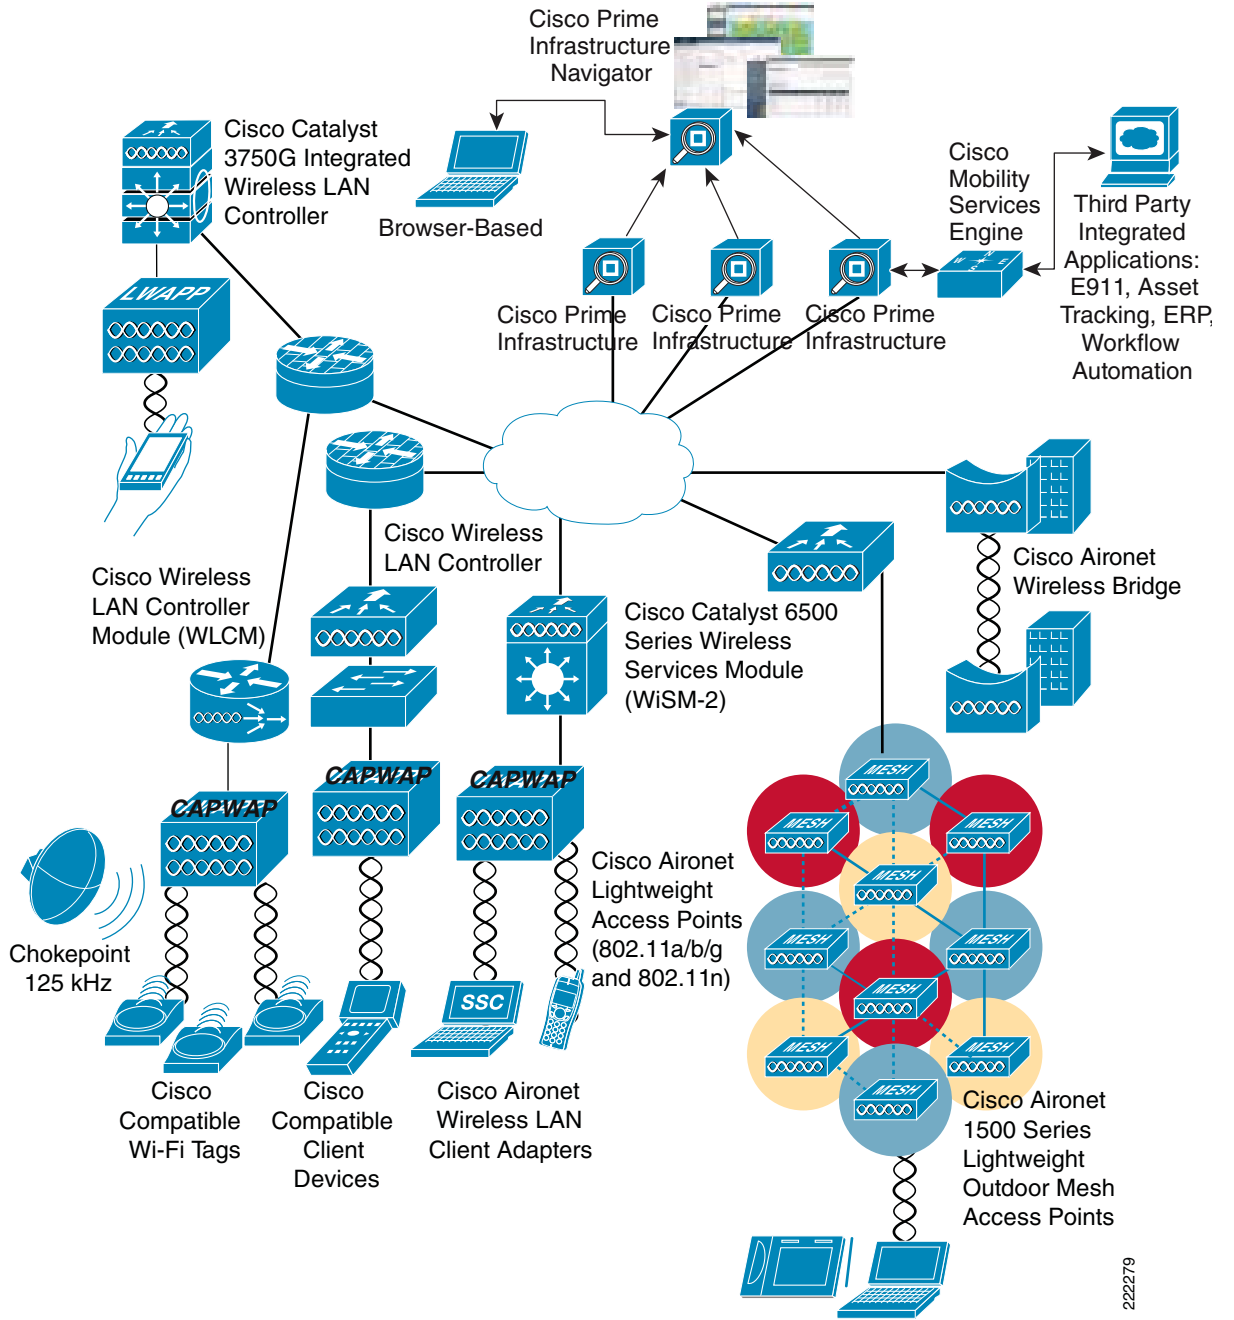 Cisco Prime
Infrastructure
Navigator
Cisco Catalyst
3750G Integrated
Wireless LAN
Controller
Browser-Based
Cisco
Mobility
Services
Engine
Third Party
Integrated
Applications:
E911, Asset
Tracking, ERP,
Workflow
Automation
N
W
E
S
LWAPP
Cisco Prime
Infrastructure
Cisco Prime
Infrastructure
Cisco Prime
Infrastructure
Cisco Wireless
LAN Controller
Cisco Aironet
Wireless Bridge
Cisco Wireless
LAN Controller
Module (WLCM)
Cisco Catalyst 6500
Series Wireless
Services Module
(WiSM-2)
CAPWAP
CAPWAP
CAPWAP
MESH
MESH
MESH
MESH
MESH
MESH
MESH
MESH
MESH
MESH
Cisco Aironet
Lightweight
Access Points
(802.11a/b/g
and 802.11n)
Chokepoint
125 kHz
SSC
Cisco
Compatible
Wi-Fi Tags
Cisco
Compatible
Client
Devices
Cisco Aironet
Wireless LAN
Client Adapters
Cisco Aironet
1500 Series
Lightweight
Outdoor Mesh
Access Points
222279